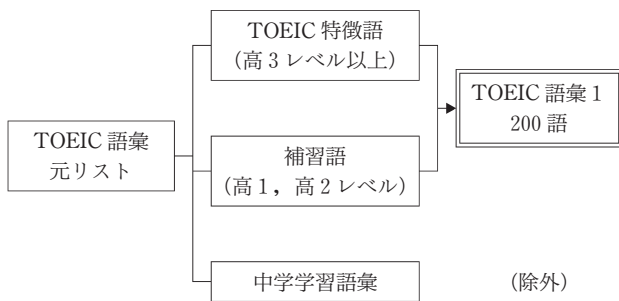 TOEIC 特徴語
(高 3 レベル以上)
TOEIC 語彙 1
200 語
TOEIC 語彙
元リスト
補習語
(高 1，高 2 レベル)
中学学習語彙
(除外)